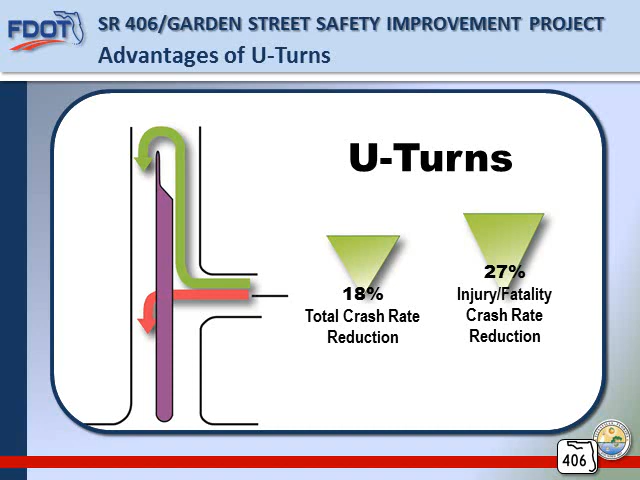 FDOT
SR 406/GARDEN STREET SAFETY IMPROVEMENT PROJECT
Advantages of U-Turns
U-Turns
18%
Total Crash Rate
Reduction
27%
Injury/Fatality
Crash Rate
Reduction
406